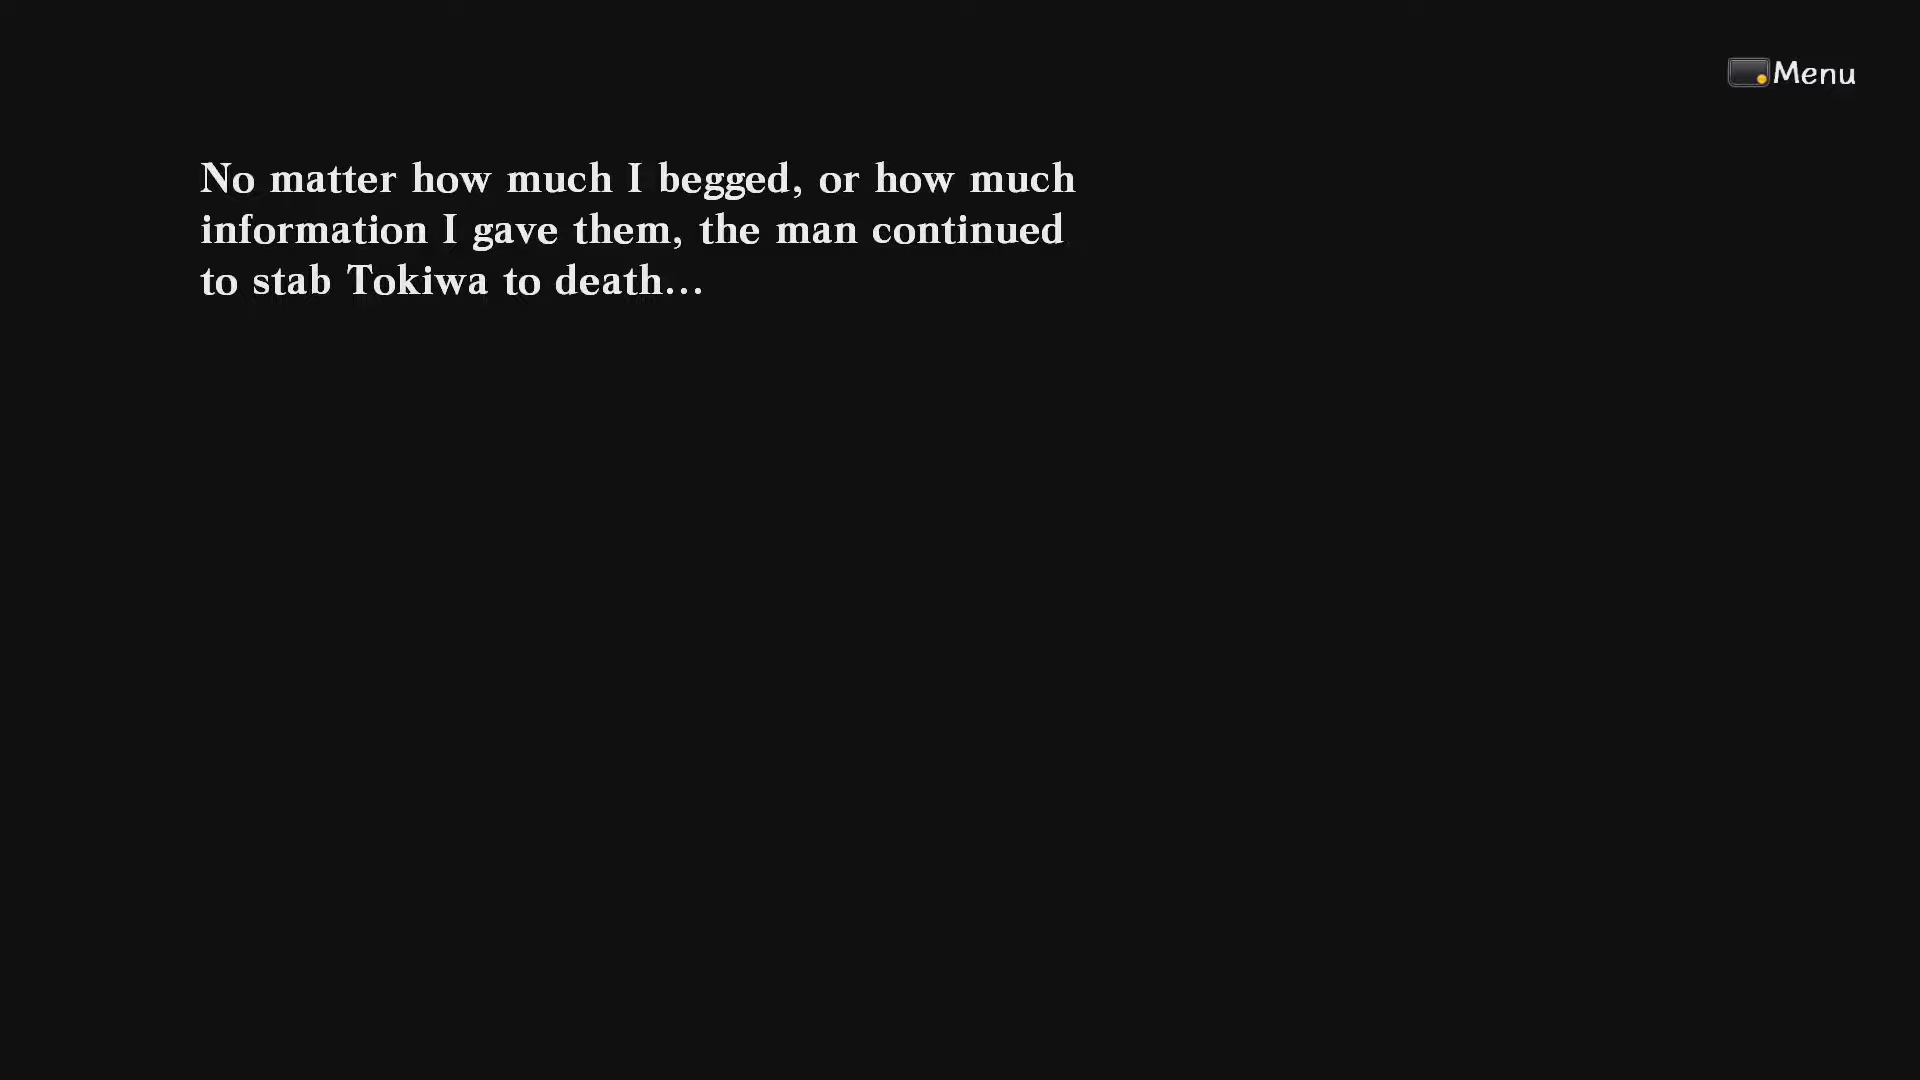 Menu
No matter how much I begged, or how much
information I gave them, the man continued
to stab Tokiwa to death...